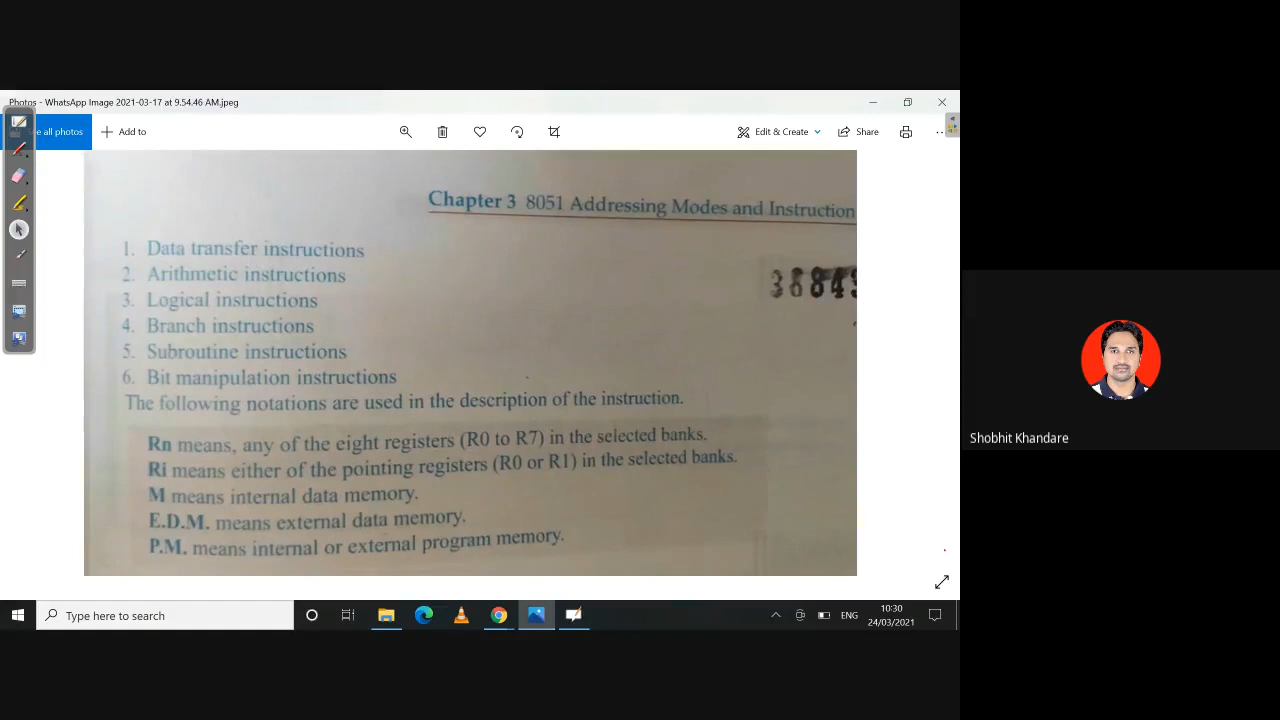 Photos - WhatsApp Image 2021-03-17 at 9.54.46 AM.jpeg
See all photos
Add to
Edit & Create
Share
Chapter 3 8051 Addressing Modes and Instruction
3884
1. Data transfer instructions
2. Arithmetic instructions
3. Logical instructions
4. Branch instructions
5. Subroutine instructions
6. Bit manipulation instructions
The following notations are used in the description of the instruction.
Rn means, any of the eight registers (R0 to R7) in the selected banks.
Ri means either of the pointing registers (R0 or R1) in the selected banks.
M means internal data memory.
E.D.M. means external data memory.
P.M. means internal or external program memory.
Shobhit Khandare
Type here to search
ENG
10:30
24/03/2021